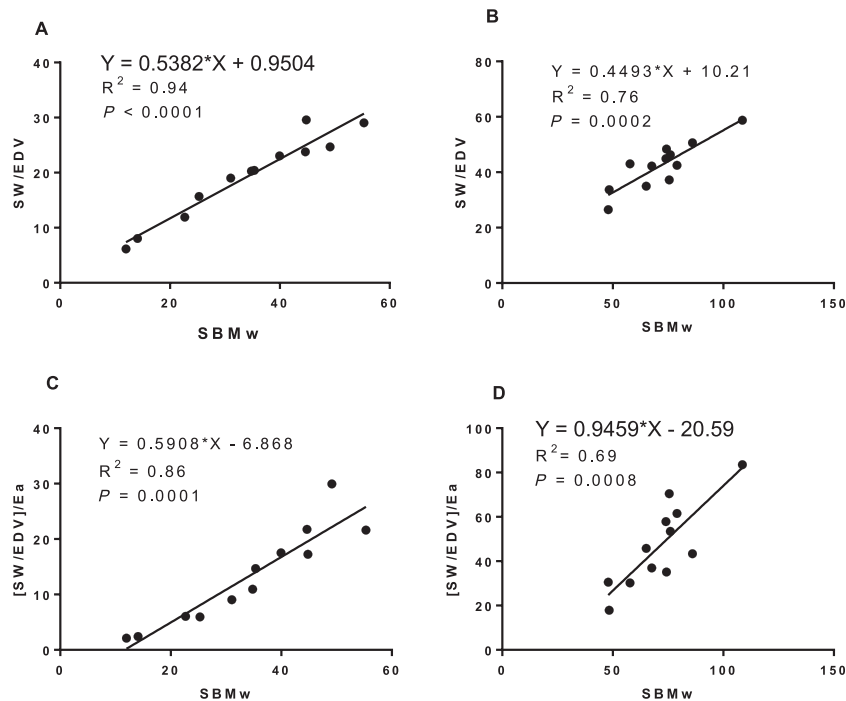 A
Y = 0.5382*X + 0.9504
R² = 0.94
P < 0.0001
SW/EDV
40
30
20
10
0
0 20 40 60
SBMw
B
Y = 0.4493*X + 10.21
R² = 0.76
P = 0.0002
SW/EDV
80
60
40
20
0
0 50 100 150
SBMw
C
Y = 0.5908*X - 6.868
R² = 0.86
P = 0.0001
[SW/EDV]/Ea
40
30
20
10
0
0 20 40 60
SBMw
D
Y = 0.9459*X - 20.59
R² = 0.69
P = 0.0008
[SW/EDV]/Ea
100
80
60
40
20
0
0 50 100 150
SBMw